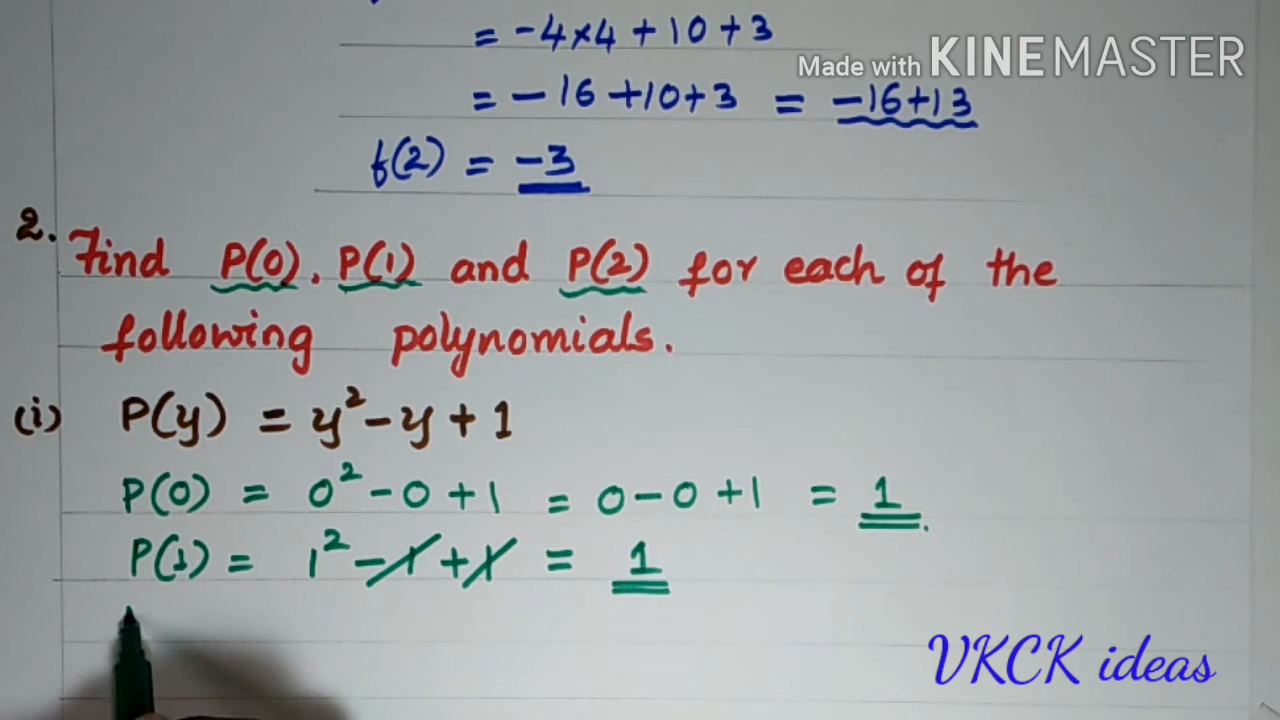 = -4×4 + 10 + 3
Made with KINEMASTER
= -16 +10+3 = -16+13
f(2) = -3
2. Find P(0), P(1) and P(2) for each of the
following polynomials.
(i) P(y) = y² - y + 1
P(0) = 0² - 0 + 1 = 0 - 0 + 1 = 1.
P(1) = 1² - 1 + 1 = 1
VKCK ideas